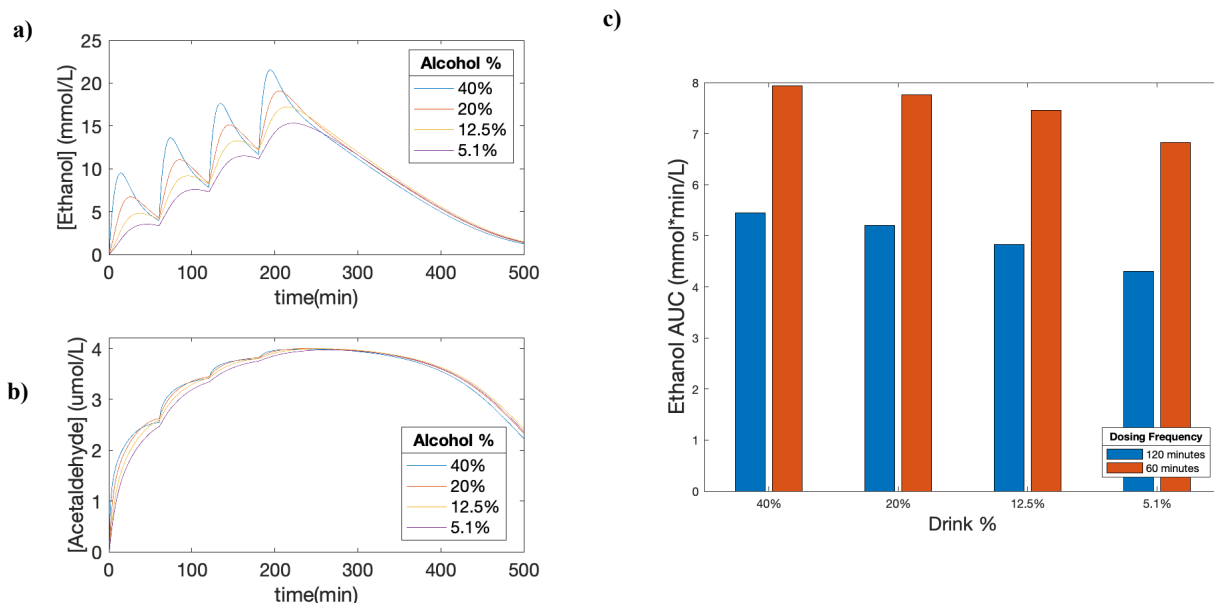 a)
[Ethanol] (mmol/L)
25
20
15
10
5
0
0 100 200 300 400 500
time(min)
Alcohol %
40%
20%
12.5%
5.1%
b)
[Acetaldehyde] (umol/L)
4
3
2
1
0
0 100 200 300 400 500
time(min)
Alcohol %
40%
20%
12.5%
5.1%
c)
Ethanol AUC (mmol*min/L)
8
7
6
5
4
3
2
1
0
40% 20% 12.5% 5.1%
Drink %
Dosing Frequency
120 minutes
60 minutes